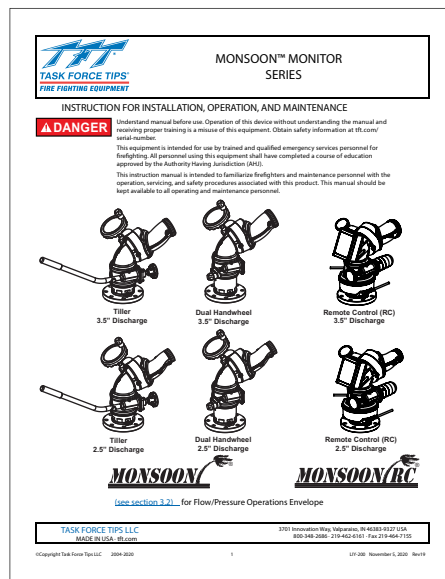 TFT
TASK FORCE TIPS®
FIRE FIGHTING EQUIPMENT
MONSOON™ MONITOR
SERIES
INSTRUCTION FOR INSTALLATION, OPERATION, AND MAINTENANCE
DANGER
Understand manual before use. Operation of this device without understanding the manual and
receiving proper training is a misuse of this equipment. Obtain safety information at tft.com/
serial-number.
This equipment is intended for use by trained and qualified emergency services personnel for
firefighting. All personnel using this equipment shall have completed a course of education
approved by the Authority Having Jurisdiction (AHJ).
This instruction manual is intended to familiarize firefighters and maintenance personnel with the
operation, servicing, and safety procedures associated with this product. This manual should be
kept available to all operating and maintenance personnel.
Tiller
3.5" Discharge
Dual Handwheel
3.5" Discharge
Remote Control (RC)
3.5" Discharge
Tiller
2.5" Discharge
Dual Handwheel
2.5" Discharge
Remote Control (RC)
2.5" Discharge
MONSOON®
MONSOON RC®
(see section 3.2) for Flow/Pressure Operations Envelope
TASK FORCE TIPS LLC
MADE IN USA · tft.com
3701 Innovation Way, Valparaiso, IN 46383-9327 USA
800-348-2686 · 219-462-6161 · Fax 219-464-7155
©Copyright Task Force Tips LLC 2004-2020 1 LIY-200 November 5, 2020 Rev19